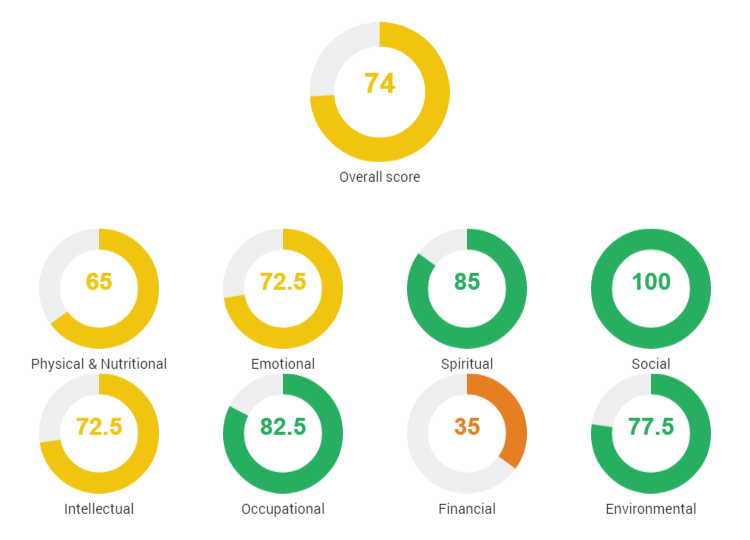 74
Overall score
65
72.5
85
100
Physical & Nutritional
Emotional
Spiritual
Social
72.5
82.5
35
77.5
Intellectual
Occupational
Financial
Environmental